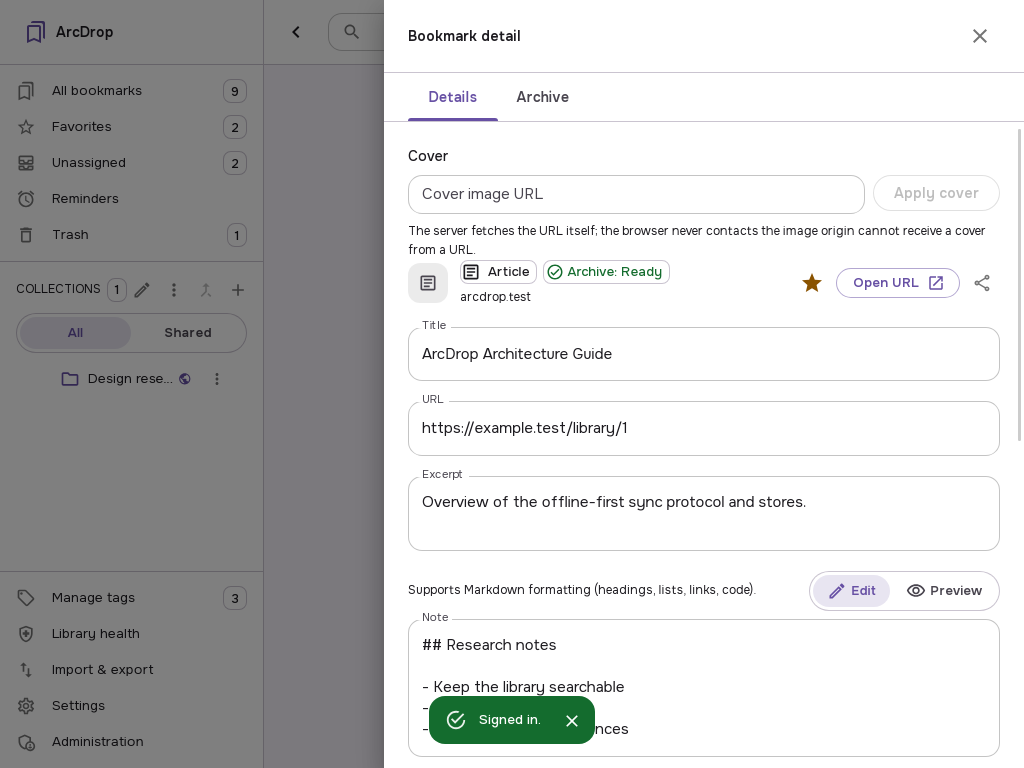 ArcDrop
All bookmarks 9
Favorites 2
Unassigned 2
Reminders
Trash 1
COLLECTIONS 1
All Shared
Design rese...
Manage tags 3
Library health
Import & export
Settings
Administration
Bookmark detail
Details Archive
Cover
Cover image URL Apply cover
The server fetches the URL itself; the browser never contacts the image origin cannot receive a cover
from a URL.
Article Archive: Ready
arcdrop.test
Open URL
Title
ArcDrop Architecture Guide
URL
https://example.test/library/1
Excerpt
Overview of the offline-first sync protocol and stores.
Supports Markdown formatting (headings, lists, links, code). Edit Preview
Note
## Research notes
- Keep the library searchable
-
-
Signed in.